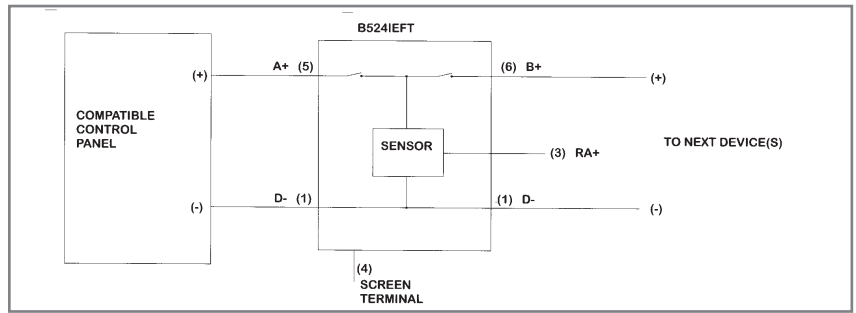 B524IEFT
A+ (5)
(6) B+
(+)
(+)
COMPATIBLE
CONTROL
PANEL
SENSOR
TO NEXT DEVICE(S)
(3) RA+
(-)
D- (1)
(1) D-
(-)
(4)
SCREEN
TERMINAL